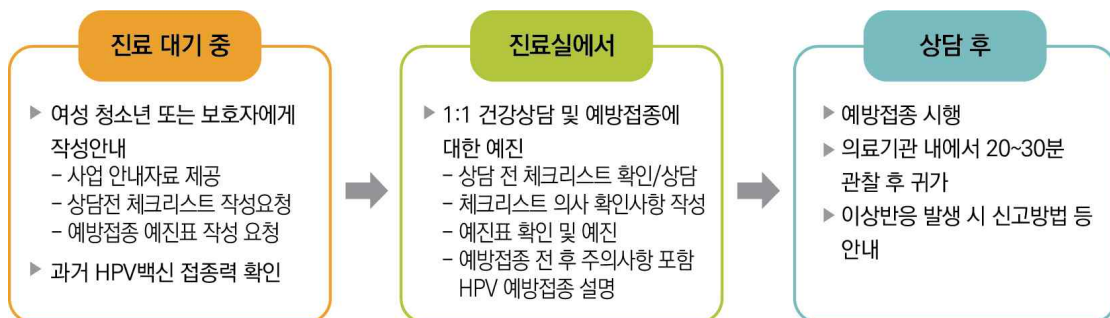 진료 대기 중
▶ 여성 청소년 또는 보호자에게
작성안내
– 사업 안내자료 제공
– 상담전 체크리스트 작성요청
– 예방접종 예진표 작성 요청
▶ 과거 HPV백신 접종력 확인
진료실에서
▶ 1:1 건강상담 및 예방접종에
대한 예진
– 상담 전 체크리스트 확인/상담
– 체크리스트 의사 확인사항 작성
– 예진표 확인 및 예진
– 예방접종 전 후 주의사항 포함
HPV 예방접종 설명
상담 후
▶ 예방접종 시행
▶ 의료기관 내에서 20~30분
관찰 후 귀가
▶ 이상반응 발생 시 신고방법 등
안내